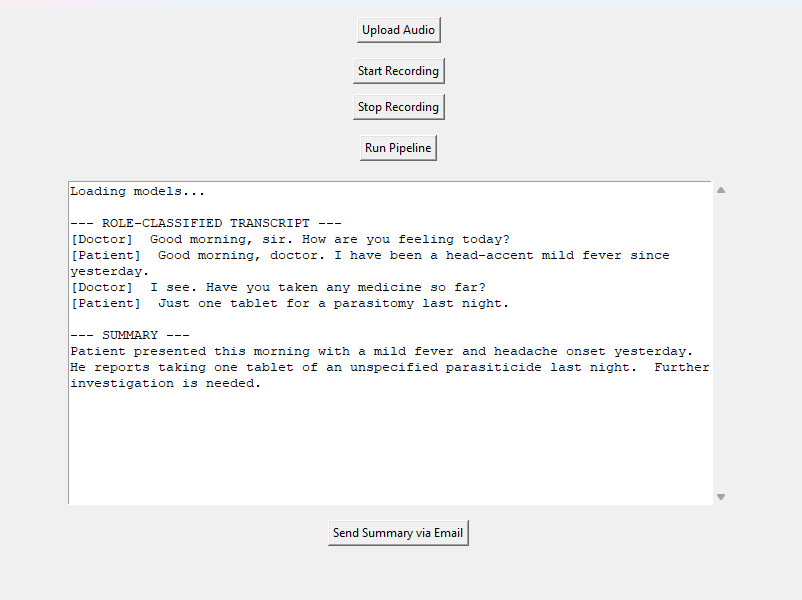 Upload Audio
Start Recording
Stop Recording
Run Pipeline
Loading models...
--- ROLE-CLASSIFIED TRANSCRIPT ---
[Doctor]  Good morning, sir. How are you feeling today?
[Patient]  Good morning, doctor. I have been a head-accent mild fever since
yesterday.
[Doctor]  I see. Have you taken any medicine so far?
[Patient]  Just one tablet for a parasitomy last night.
--- SUMMARY ---
Patient presented this morning with a mild fever and headache onset yesterday.
He reports taking one tablet of an unspecified parasiticide last night.  Further
investigation is needed.
Send Summary via Email